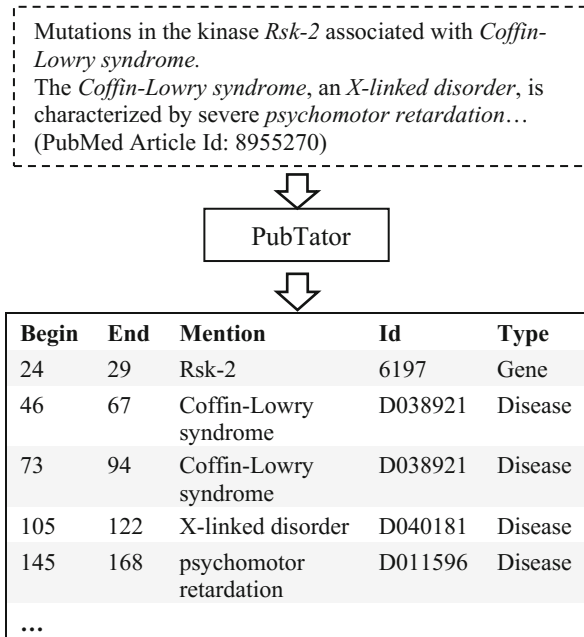 Mutations in the kinase Rsk-2 associated with Coffin-
Lowry syndrome.
The Coffin-Lowry syndrome, an X-linked disorder, is
characterized by severe psychomotor retardation…
(PubMed Article Id: 8955270)
PubTator
Begin End Mention Id Type
24 29 Rsk-2 6197 Gene
46 67 Coffin-Lowry D038921 Disease
syndrome
73 94 Coffin-Lowry D038921 Disease
syndrome
105 122 X-linked disorder D040181 Disease
145 168 psychomotor D011596 Disease
retardation
…